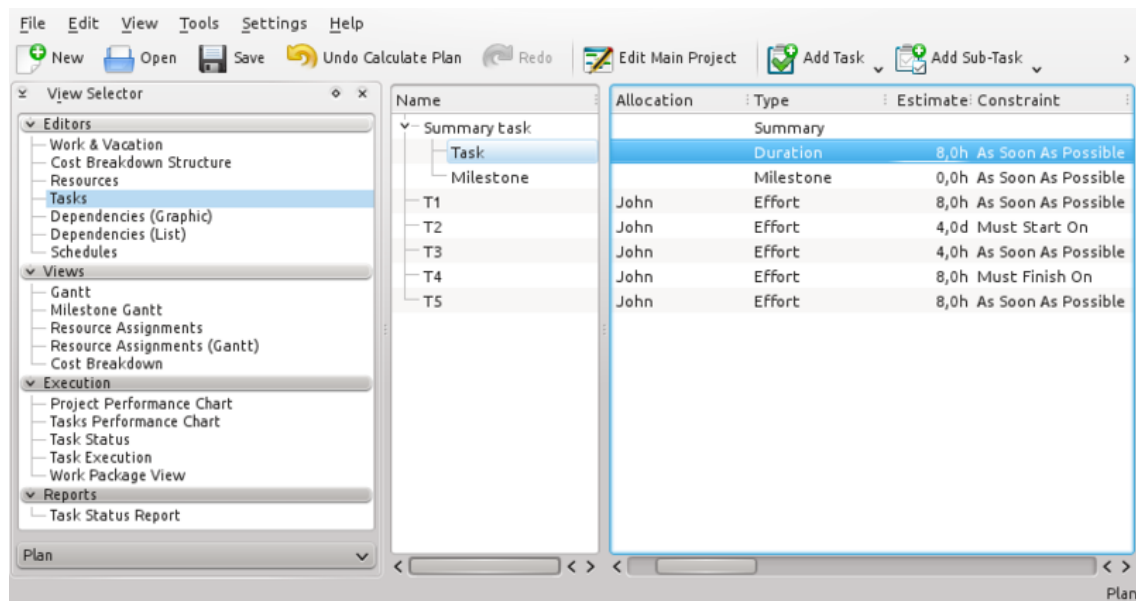 File Edit View Tools Settings Help
New Open Save Undo Calculate Plan Redo Edit Main Project Add Task Add Sub-Task
View Selector
Editors
Work & Vacation
Cost Breakdown Structure
Resources
Tasks
Dependencies (Graphic)
Dependencies (List)
Schedules
Views
Gantt
Milestone Gantt
Resource Assignments
Resource Assignments (Gantt)
Cost Breakdown
Execution
Project Performance Chart
Tasks Performance Chart
Task Status
Task Execution
Work Package View
Reports
Task Status Report
Plan
Name Allocation Type Estimate Constraint
Summary task Summary
Task Duration 8,0h As Soon As Possible
Milestone Milestone 0,0h As Soon As Possible
T1 John Effort 8,0h As Soon As Possible
T2 John Effort 4,0d Must Start On
T3 John Effort 4,0h As Soon As Possible
T4 John Effort 8,0h Must Finish On
T5 John Effort 8,0h As Soon As Possible
Plan